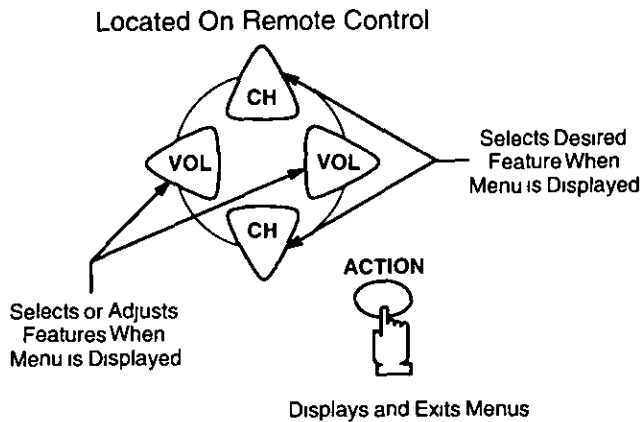 Located On Remote Control
CH
VOL
VOL
CH
Selects Desired
Feature When
Menu is Displayed
ACTION
Selects or Adjusts
Features When
Menu is Displayed
Displays and Exits Menus